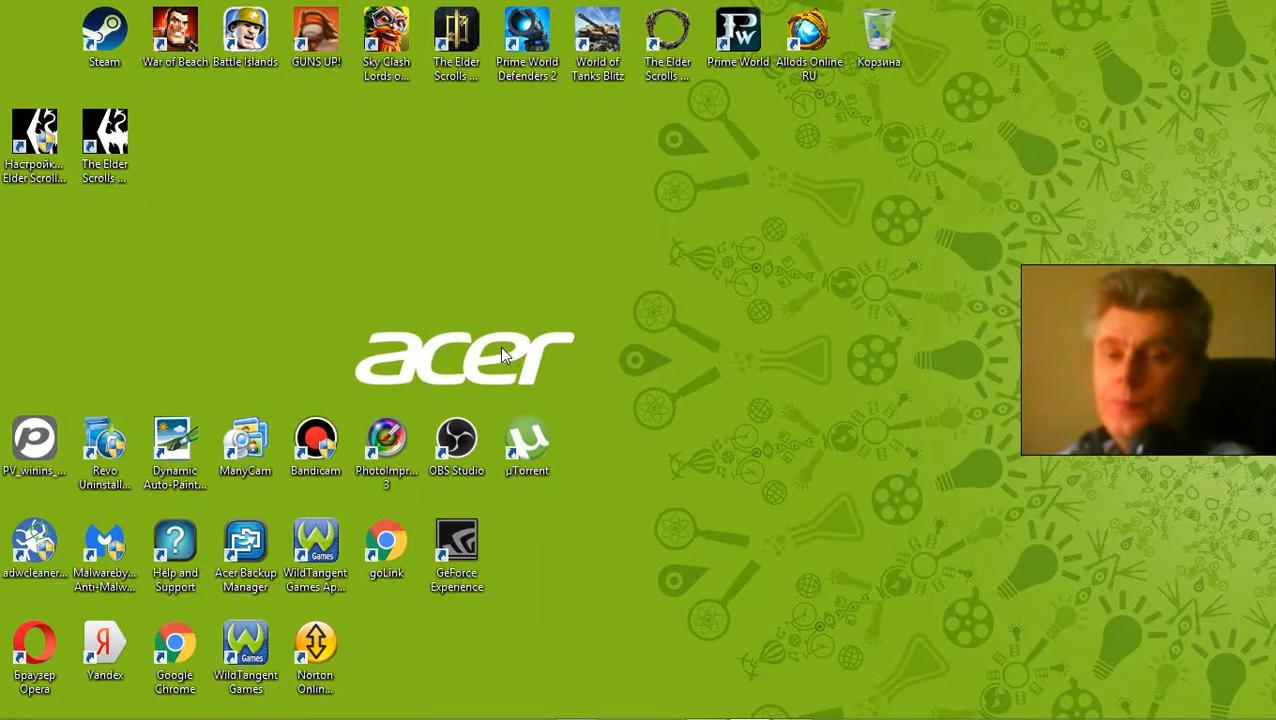 Steam
War of Beach
Battle Islands
GUNS UP!
Sky Clash
Lords o...
The Elder
Scrolls ...
Prime World
Defenders 2
World of
Tanks Blitz
The Elder
Scrolls ...
Prime World
Allods Online
RU
Корзина
Настройк...
Elder Scroll...
The Elder
Scrolls ...
acer
PV_winins_...
Revo
Uninstall...
Dynamic
Auto-Paint...
ManyCam
Bandicam
PhotoImpr...
3
OBS Studio
µTorrent
adwcleaner...
Malwareby...
Anti-Malw...
Help and
Support
Acer Backup
Manager
WildTangent
Games Ap...
goLink
GeForce
Experience
Браузер
Opera
Yandex
Google
Chrome
WildTangent
Games
Norton
Onlin...